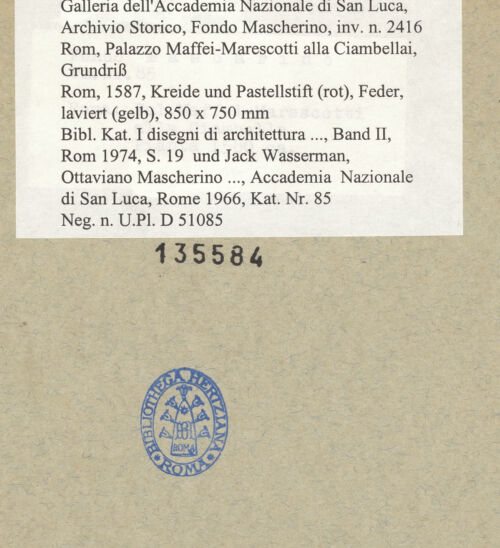 Galleria dell'Accademia Nazionale di San Luca,
Archivio Storico, Fondo Mascherino, inv. n. 2416
Rom, Palazzo Maffei-Marescotti alla Ciambellai,
Grundriß
Rom, 1587, Kreide und Pastellstift (rot), Feder,
laviert (gelb), 850 x 750 mm
Bibl. Kat. I disegni di architettura ..., Band II,
Rom 1974, S. 19 und Jack Wasserman,
Ottaviano Mascherino ..., Accademia Nazionale
di San Luca, Rome 1966, Kat. Nr. 85
Neg. n. U.Pl. D 51085
135584
BIBLIOTHECA HERTZIANA
ROMA
ROMA